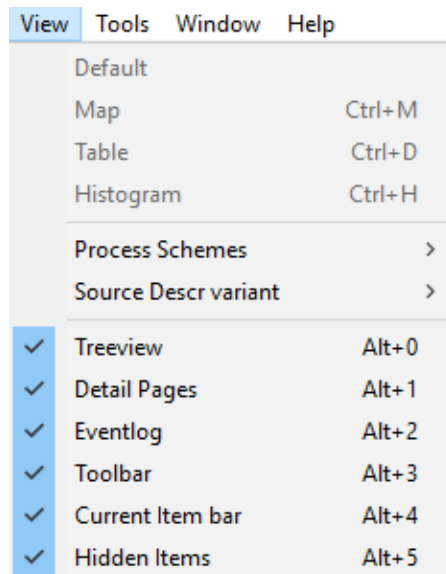 View Tools Window Help
Default
Map Ctrl+M
Table Ctrl+D
Histogram Ctrl+H
Process Schemes
Source Descr variant
Treeview Alt+0
Detail Pages Alt+1
Eventlog Alt+2
Toolbar Alt+3
Current Item bar Alt+4
Hidden Items Alt+5